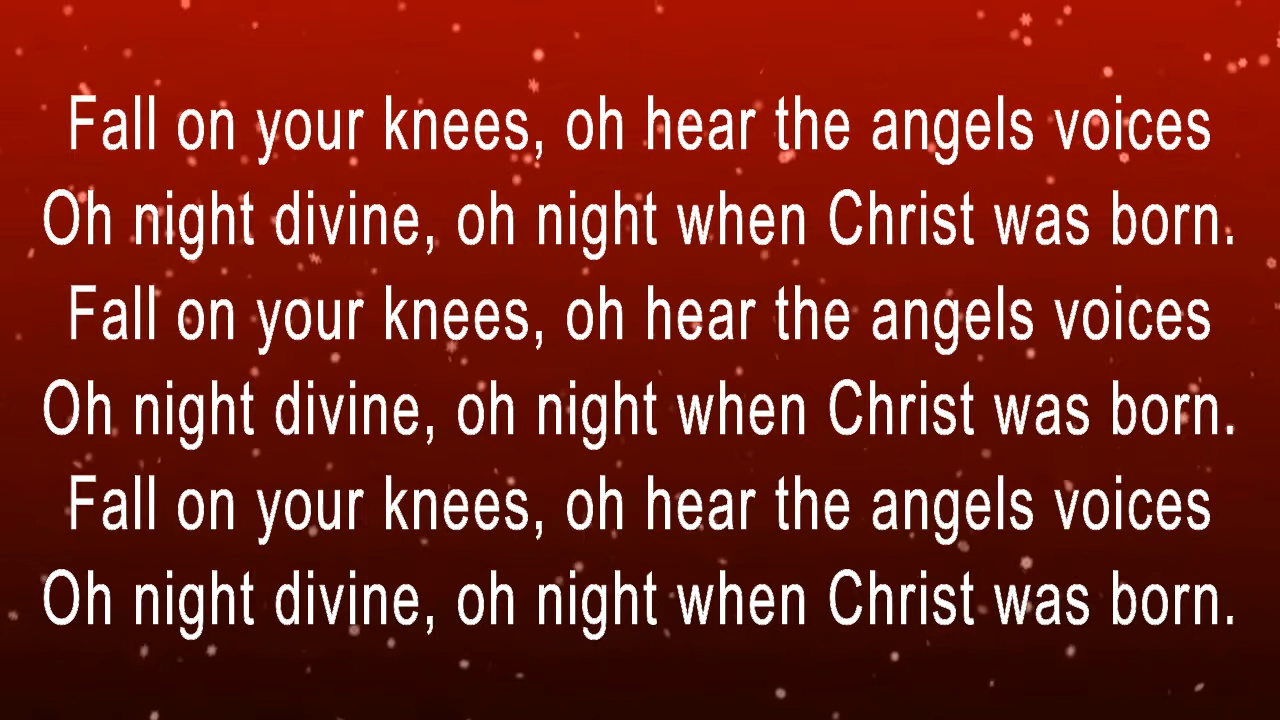 Fall on your knees, oh hear the angels voices
Oh night divine, oh night when Christ was born.
Fall on your knees, oh hear the angels voices
Oh night divine, oh night when Christ was born.
Fall on your knees, oh hear the angels voices
Oh night divine, oh night when Christ was born.